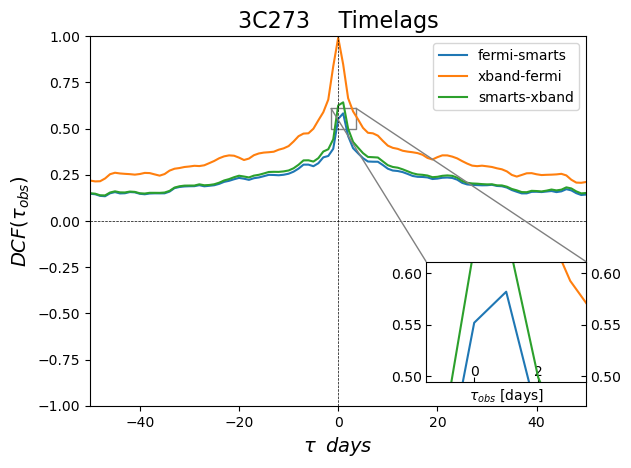 3C273 Timelags
1.00
0.75
0.50
0.25
0.00
−0.25
−0.50
−0.75
−1.00
DCF(τobs)
fermi-smarts
xband-fermi
smarts-xband
0.60 0.60
0.55 0.55
0.50 0.50
0 2
τobs [days]
−40 −20 0 20 40
τ days